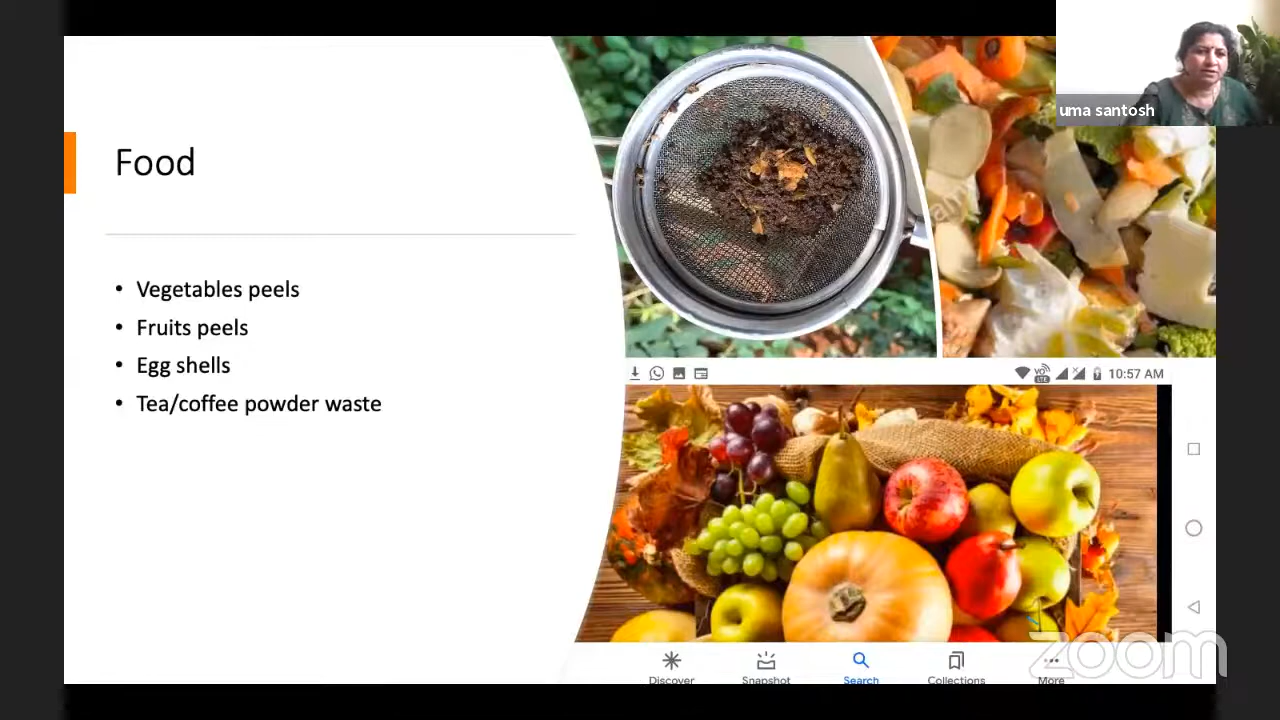 uma santosh
Food
• Vegetables peels
• Fruits peels
• Egg shells
• Tea/coffee powder waste
10:57 AM
Discover
Snapshot
Search
Collections
More
zoom